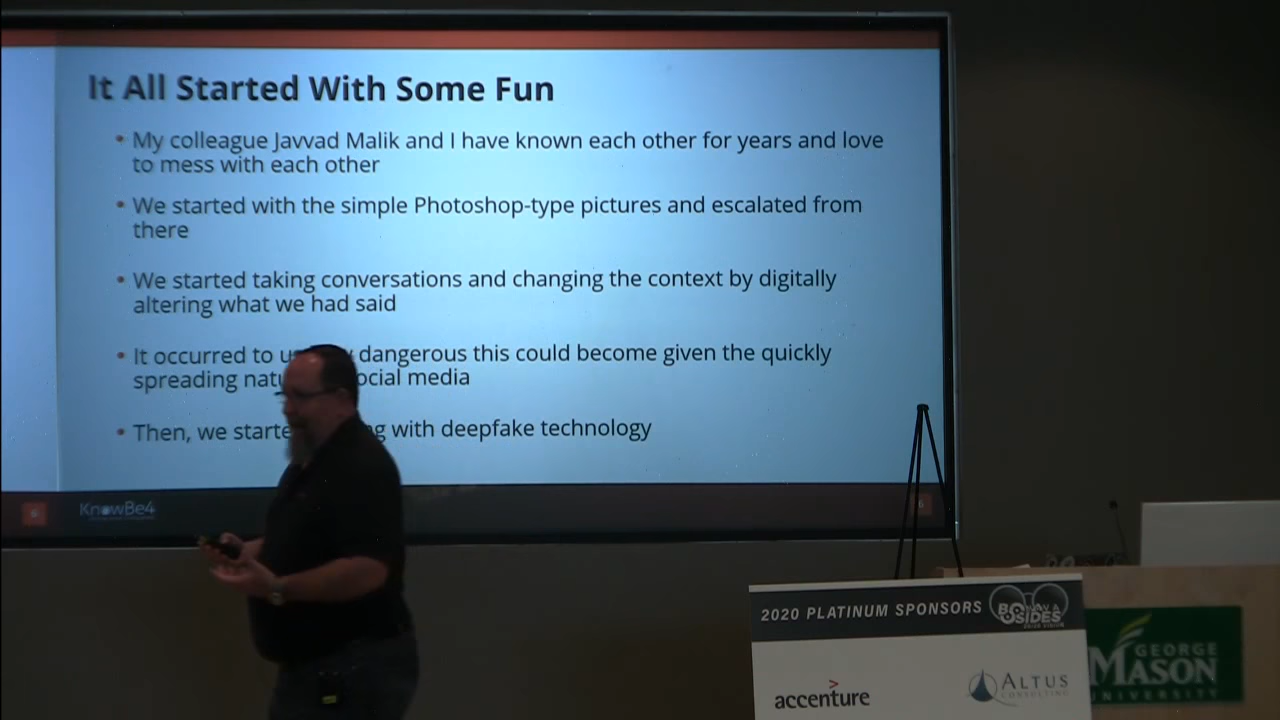 It All Started With Some Fun
• My colleague Javvad Malik and I have known each other for years and love
to mess with each other
• We started with the simple Photoshop-type pictures and escalated from
there
• We started taking conversations and changing the context by digitally
altering what we had said
• It occurred to dangerous this could become given the quickly
spreading social media
• Then, we with deepfake technology
KnowBe4
2020 PLATINUM SPONSORS
BSIDES
accenture
ALTUS
CONSULTING
GEORGE
MASON
UNIVERSITY